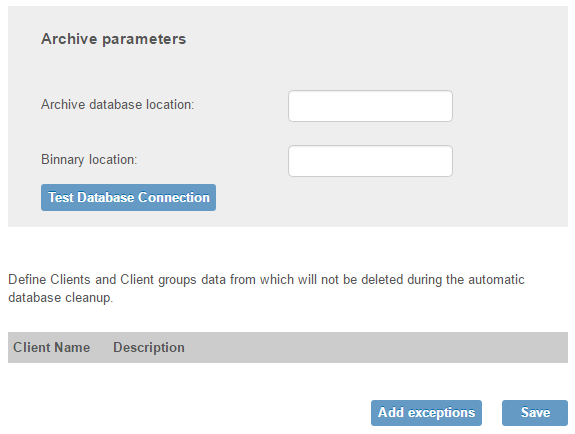 Archive parameters
Archive database location:
Binnary location:
Test Database Connection
Define Clients and Client groups data from which will not be deleted during the automatic
database cleanup.
Client Name Description
Add exceptions Save